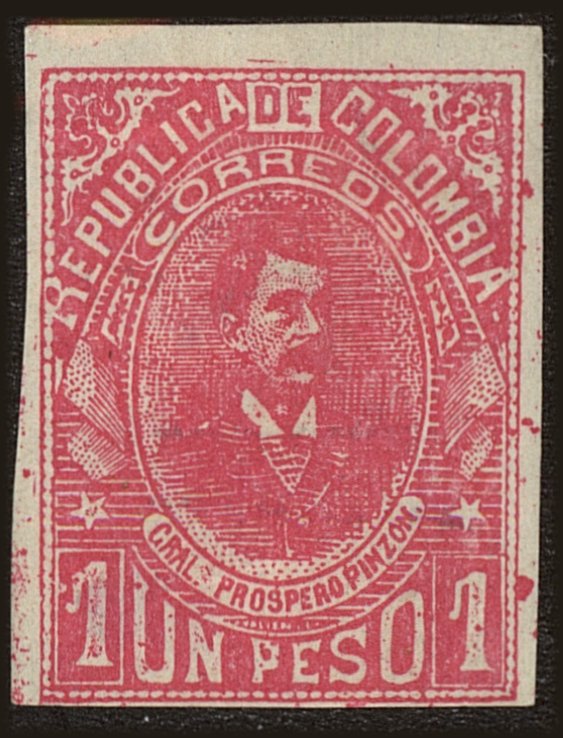 REPUBLICA DE COLOMBIA.
CORREOS.
GRAL. PROSPERO PINZON.
1 UN PESO 1